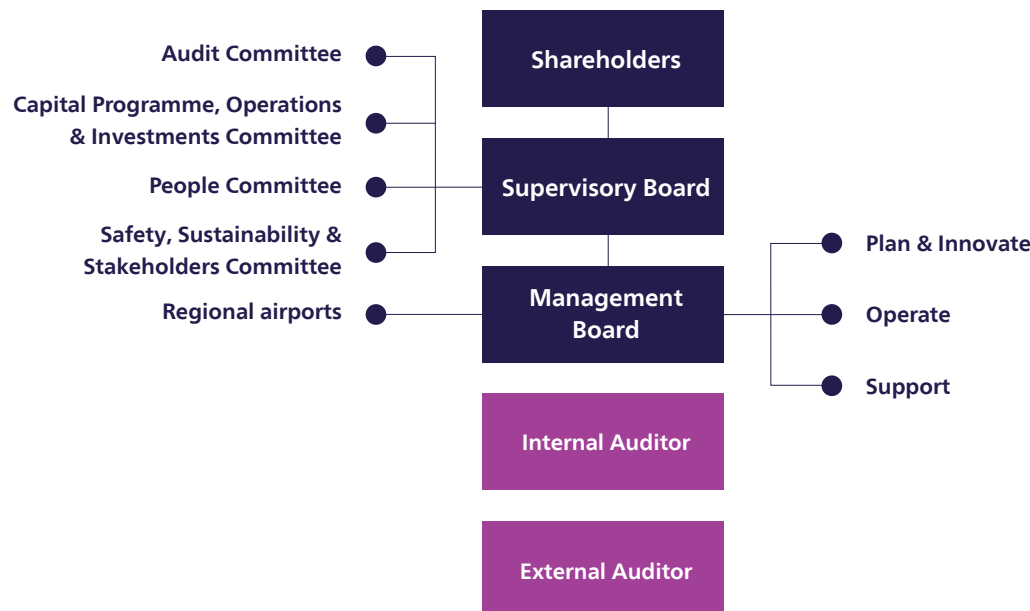 Audit Committee
Capital Programme, Operations
& Investments Committee
People Committee
Safety, Sustainability &
Stakeholders Committee
Regional airports
Shareholders
Supervisory Board
Management
Board
Internal Auditor
External Auditor
Plan & Innovate
Operate
Support